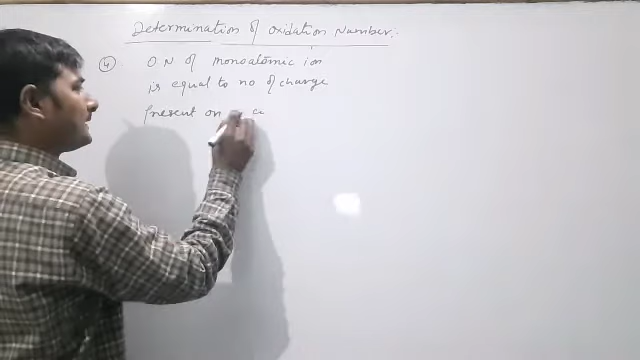 Determination of Oxidation Number:
④ O.N of monoatomic ion
is equal to no of charge
present on